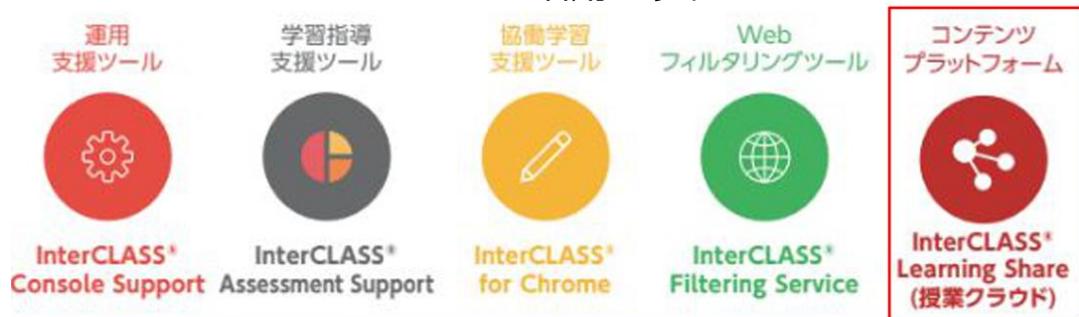 運用
支援ツール
学習指導
支援ツール
協働学習
支援ツール
Web
フィルタリングツール
コンテンツ
プラットフォーム
InterCLASS®
Console Support
InterCLASS®
Assessment Support
InterCLASS®
for Chrome
InterCLASS®
Filtering Service
InterCLASS®
Learning Share
(授業クラウド)